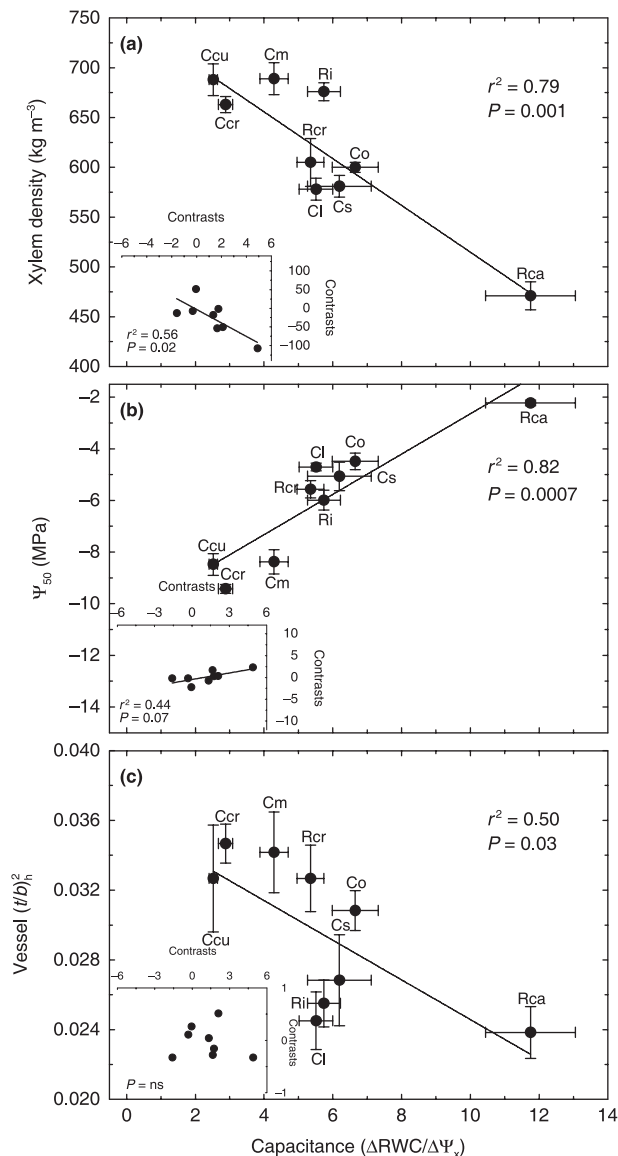 (a)
Ccu
Cm
Ri
r² = 0.79
P = 0.001
Ccr
Rcr
Co
Cl
Cs
Rca
Xylem density (kg m⁻³)
750
700
650
600
550
500
450
400
Contrasts
−6 −4 −2 0 2 4 6
100
50
0
−50
−100
Contrasts
r² = 0.56
P = 0.02
(b)
Rca
Cl
Co
Cs
Rcr
Ri
r² = 0.82
P = 0.0007
Ccu
Ccr
Cm
Ψ₅₀ (MPa)
−2
−4
−6
−8
−10
−12
−14
Contrasts
−6 −3 0 3 6
10
5
0
−5
−10
Contrasts
r² = 0.44
P = 0.07
(c)
Ccr
Cm
Rcr
r² = 0.50
P = 0.03
Co
Ccu
Cs
Ri
Cl
Rca
Vessel (t/b)²ₕ
0.040
0.036
0.032
0.028
0.024
0.020
Contrasts
−6 −3 0 3 6
1
0
−1
Contrasts
P = ns
0 2 4 6 8 10 12 14
Capacitance (ΔRWC/ΔΨₓ)